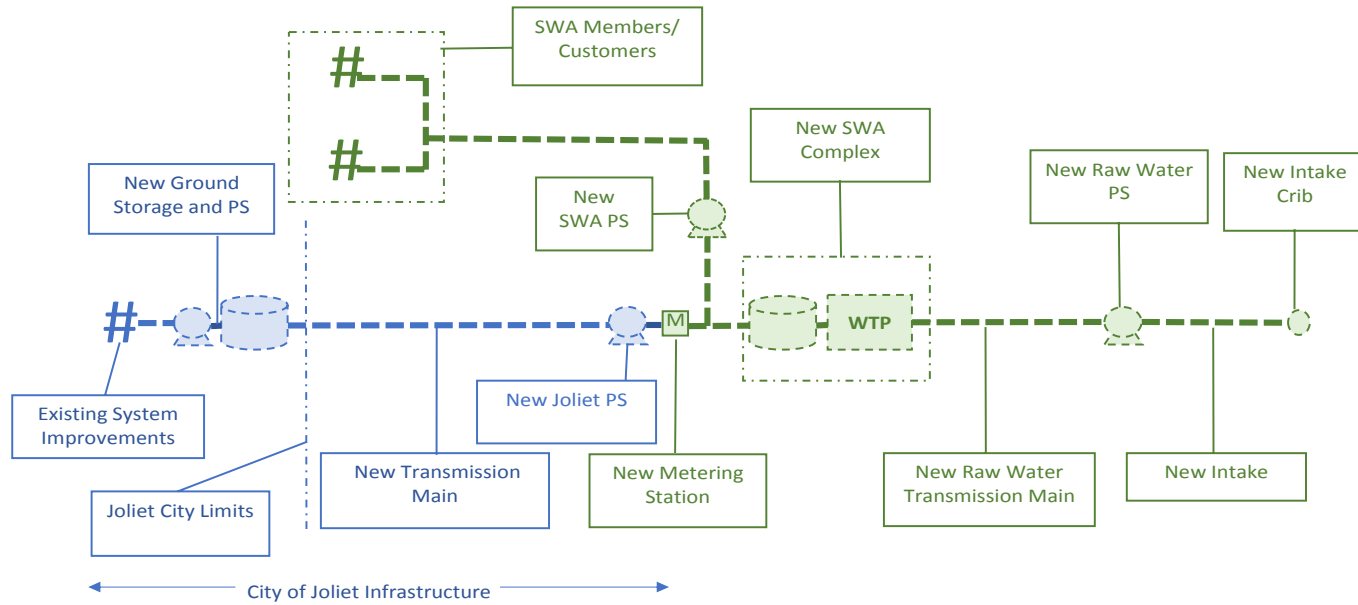 SWA Members/
Customers
#
#
New Ground
Storage and PS
New SWA
Complex
New Raw Water
PS
New Intake
Crib
New
SWA PS
#
M
WTP
Existing System
Improvements
New Joliet PS
New Transmission
Main
New Metering
Station
New Raw Water
Transmission Main
New Intake
Joliet City Limits
City of Joliet Infrastructure